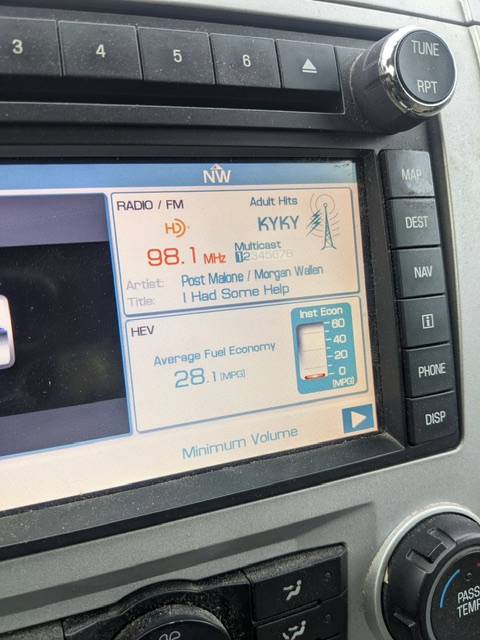 3 4 5 6
TUNE
RPT
NW
RADIO / FM
Adult Hits
HD
KYKY
98.1 MHz
Multicast
12345678
Artist: Post Malone / Morgan Wallen
Title: I Had Some Help
HEV
Average Fuel Economy
28.1 [MPG]
Inst Econ
60
40
20
0
[MPG]
Minimum Volume
MAP
DEST
NAV
i
PHONE
DISP
PASS
TEMP